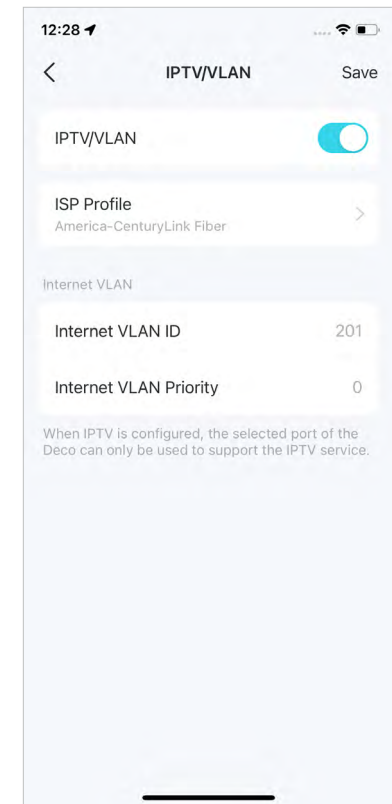 12:28
IPTV/VLAN
Save
IPTV/VLAN
ISP Profile
America-CenturyLink Fiber
Internet VLAN
Internet VLAN ID
201
Internet VLAN Priority
0
When IPTV is configured, the selected port of the
Deco can only be used to support the IPTV service.